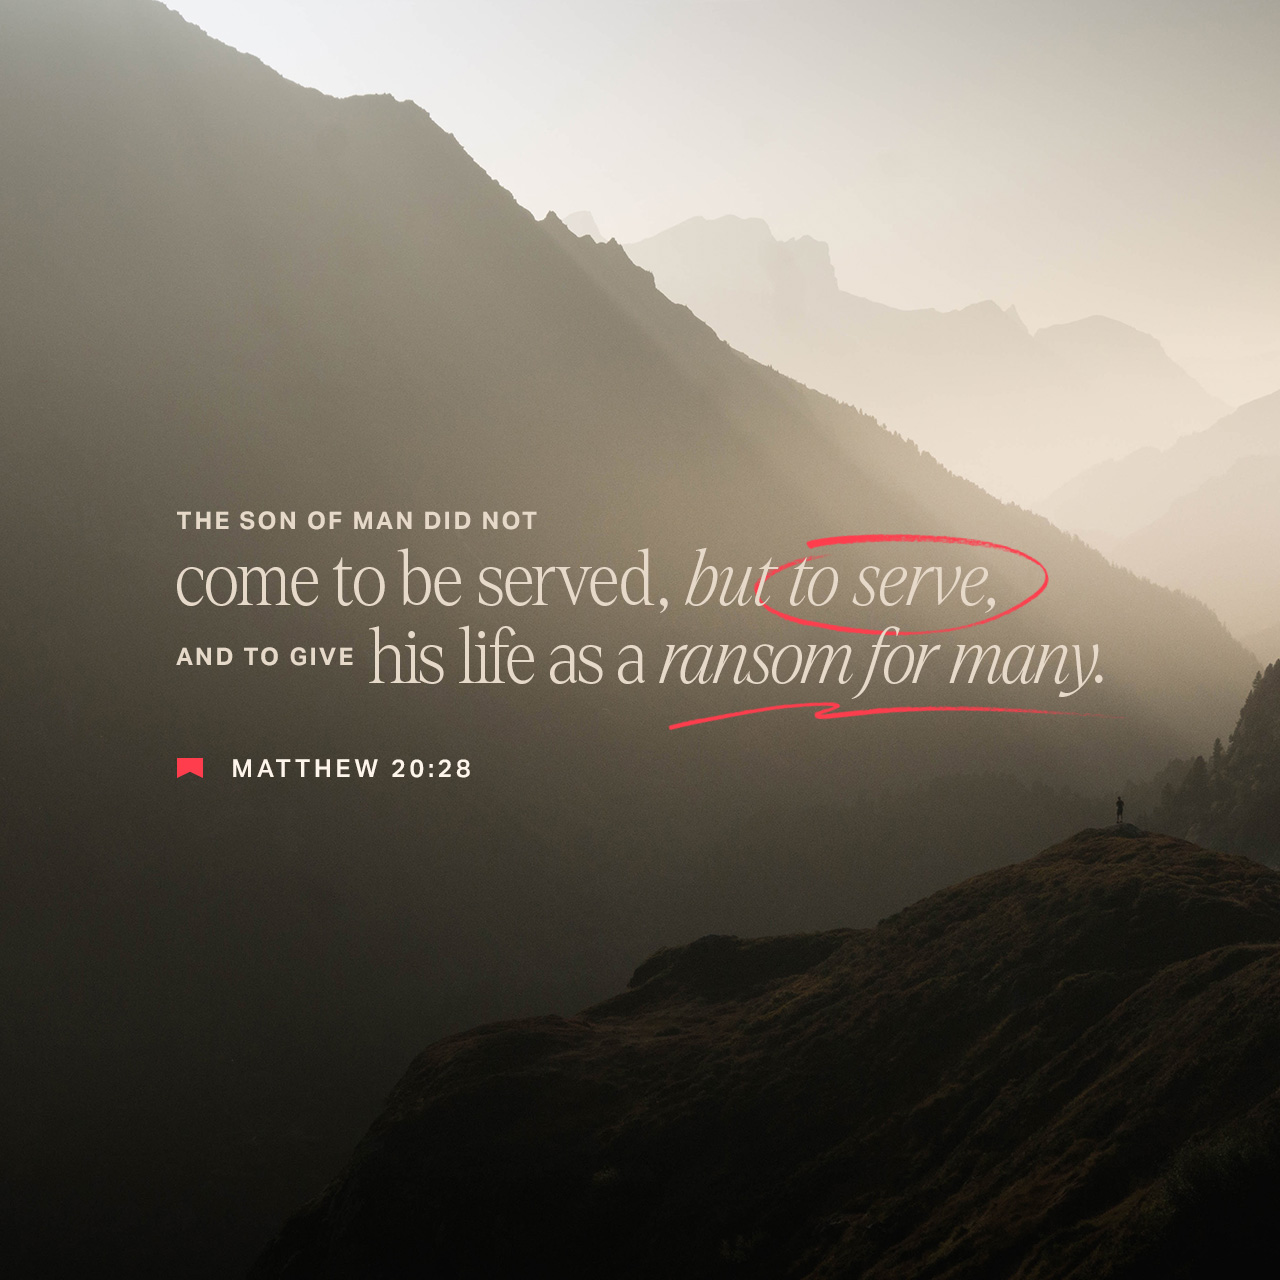 THE SON OF MAN DID NOT
come to be served, but to serve,
AND TO GIVE his life as a ransom for many.
MATTHEW 20:28